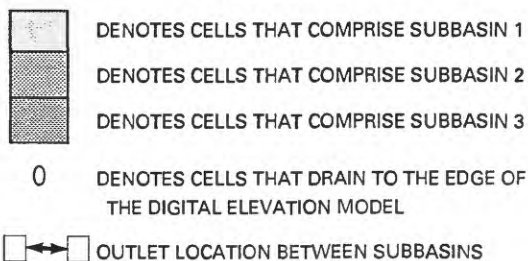 DENOTES CELLS THAT COMPRISE SUBBASIN 1
DENOTES CELLS THAT COMPRISE SUBBASIN 2
DENOTES CELLS THAT COMPRISE SUBBASIN 3
0 DENOTES CELLS THAT DRAIN TO THE EDGE OF
THE DIGITAL ELEVATION MODEL
OUTLET LOCATION BETWEEN SUBBASINS